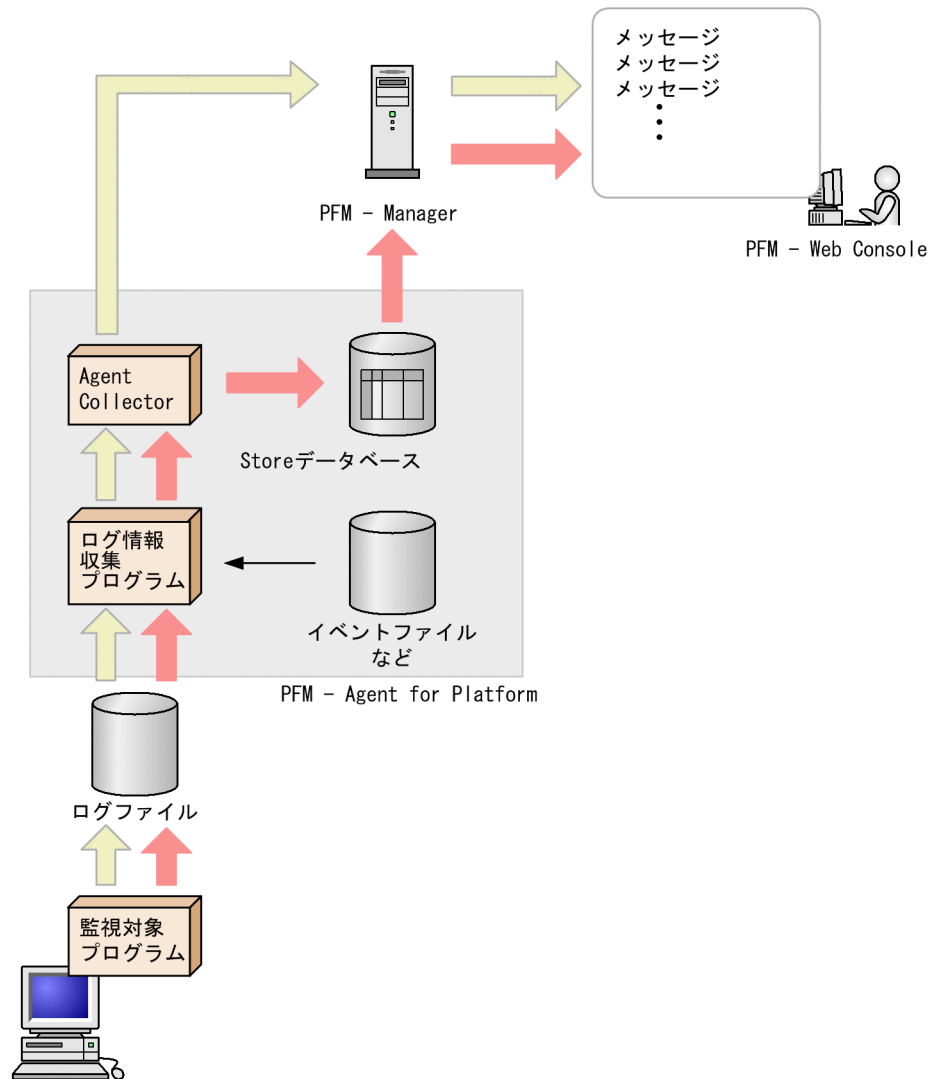 メッセージ
メッセージ
メッセージ
PFM － Manager
PFM － Web Console
Agent
Collector
Storeデータベース
ログ情報
収集
プログラム
イベントファイル
など
PFM － Agent for Platform
ログファイル
監視対象
プログラム